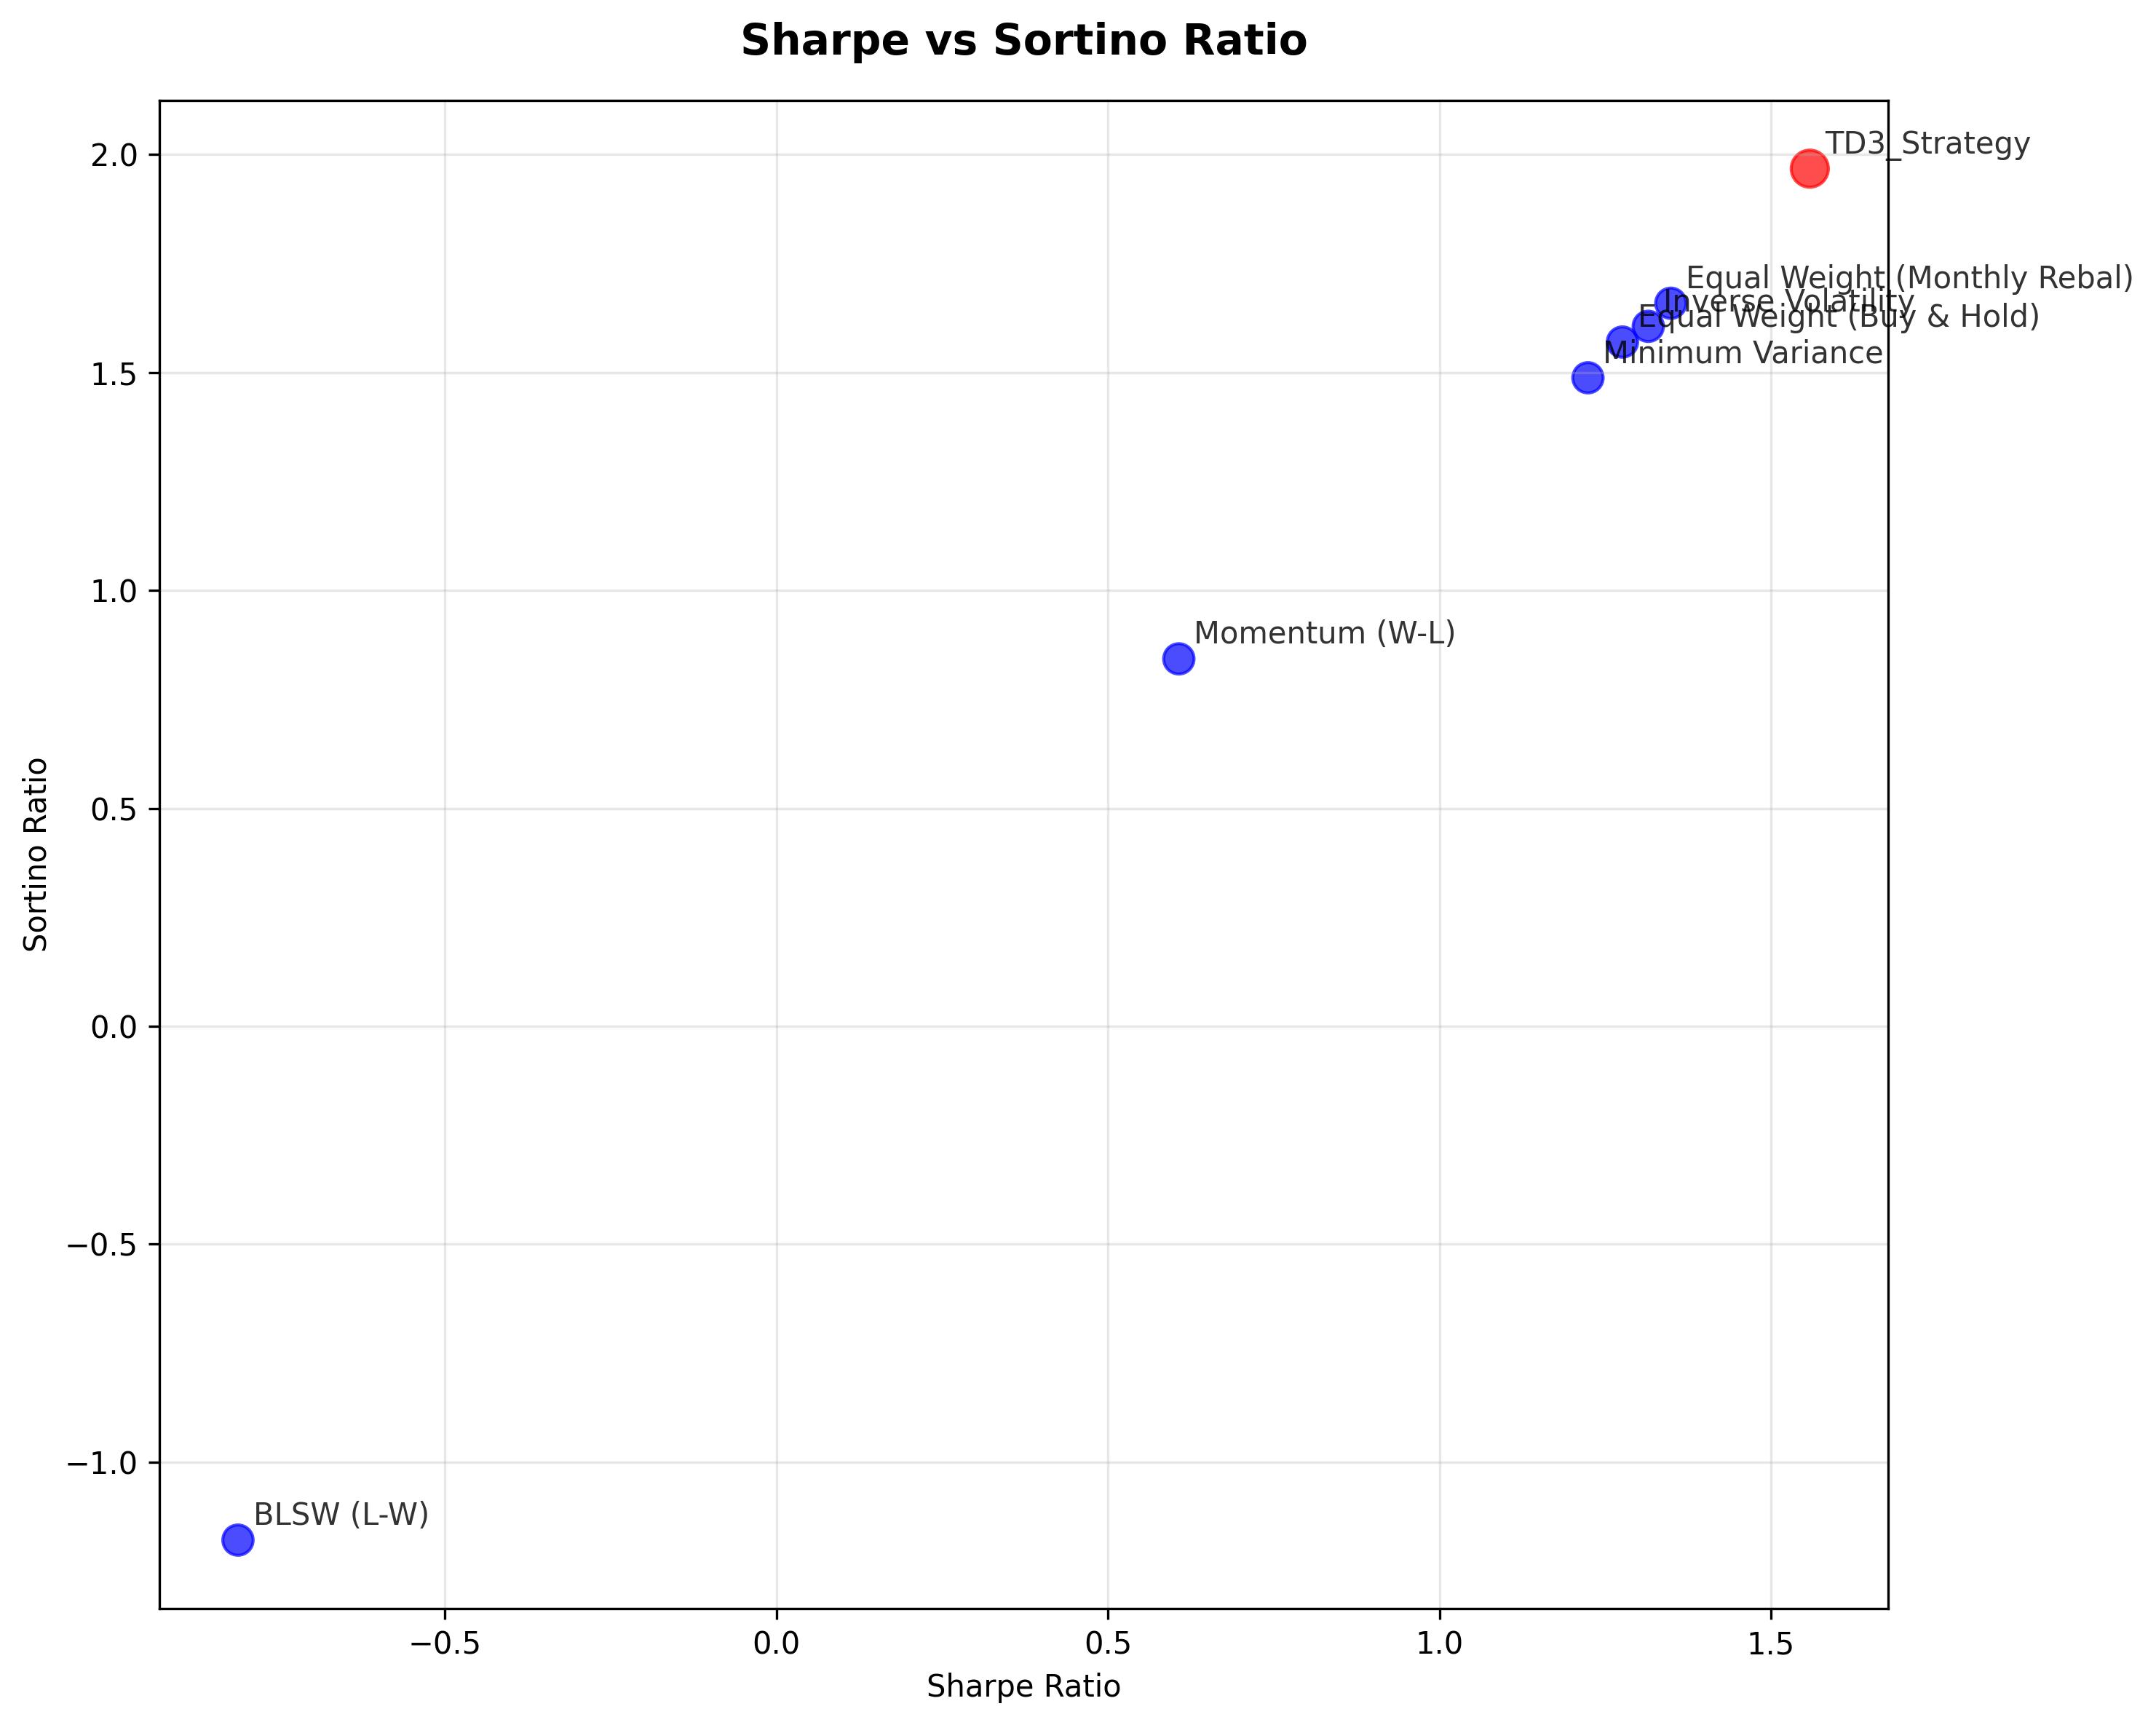 Sharpe vs Sortino Ratio
2.0
TD3_Strategy
Equal Weight (Monthly Rebal)
Inverse Volatility
Equal Weight (Buy & Hold)
Minimum Variance
1.5
1.0
Momentum (W-L)
0.5
Sortino Ratio
0.0
−0.5
−1.0
BLSW (L-W)
−0.5 0.0 0.5 1.0 1.5
Sharpe Ratio